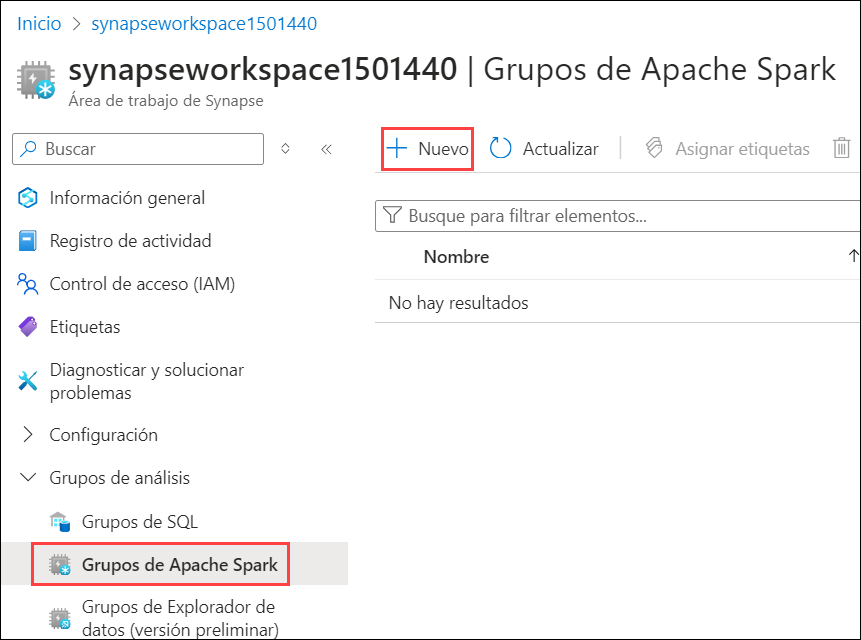 Inicio > synapseworkspace1501440
synapseworkspace1501440 | Grupos de Apache Spark
Área de trabajo de Synapse
Buscar
Nuevo
Actualizar
Asignar etiquetas
Información general
Registro de actividad
Control de acceso (IAM)
Etiquetas
Diagnosticar y solucionar
problemas
Configuración
Grupos de análisis
Grupos de SQL
Grupos de Apache Spark
Grupos de Explorador de
datos (versión preliminar)
Busque para filtrar elementos...
Nombre
No hay resultados